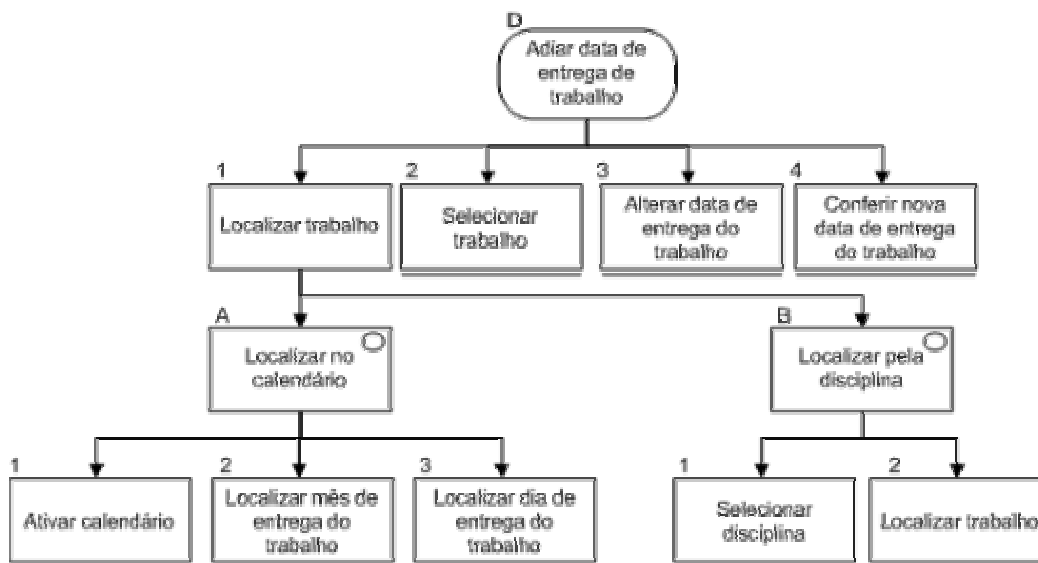 D
Adiar data de
entrega de
trabalho
1
Localizar trabalho
2
Selecionar
trabalho
3
Alterar data de
entrega do
trabalho
4
Conferir nova
data de entrega
do trabalho
A
Localizar no
calendário
B
Localizar pela
disciplina
1
Ativar calendário
2
Localizar mês de
entrega do
trabalho
3
Localizar dia de
entrega do
trabalho
1
Selecionar
disciplina
2
Localizar trabalho